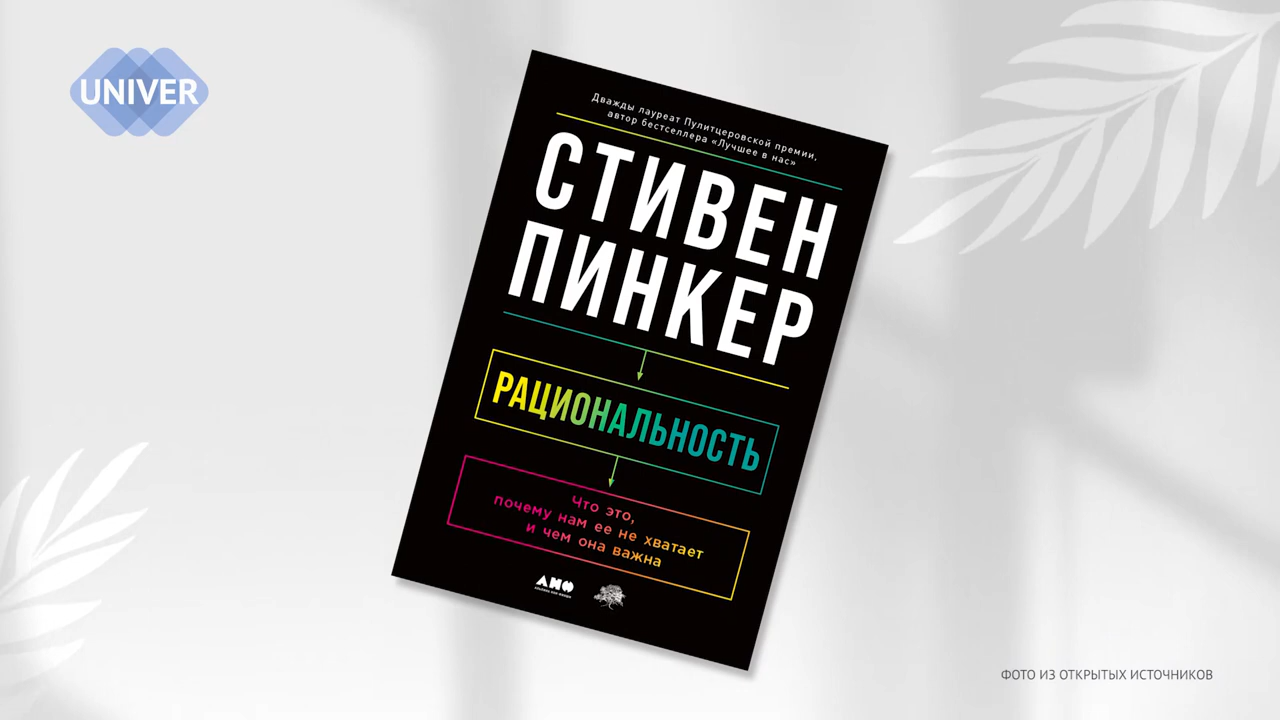 UNIVER
Дважды лауреат Пулитцеровской премии,
автор бестселлера «Лучшее в нас»
СТИВЕН
ПИНКЕР
РАЦИОНАЛЬНОСТЬ
Что это,
почему нам ее не хватает
и чем она важна
ФОТО ИЗ ОТКРЫТЫХ ИСТОЧНИКОВ